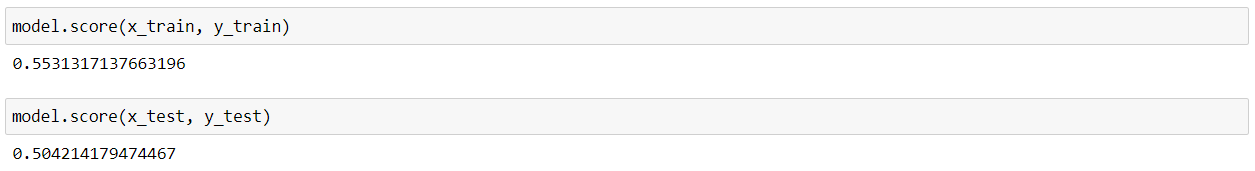 model.score(x_train, y_train)
0.5531317137663196
model.score(x_test, y_test)
0.504214179474467